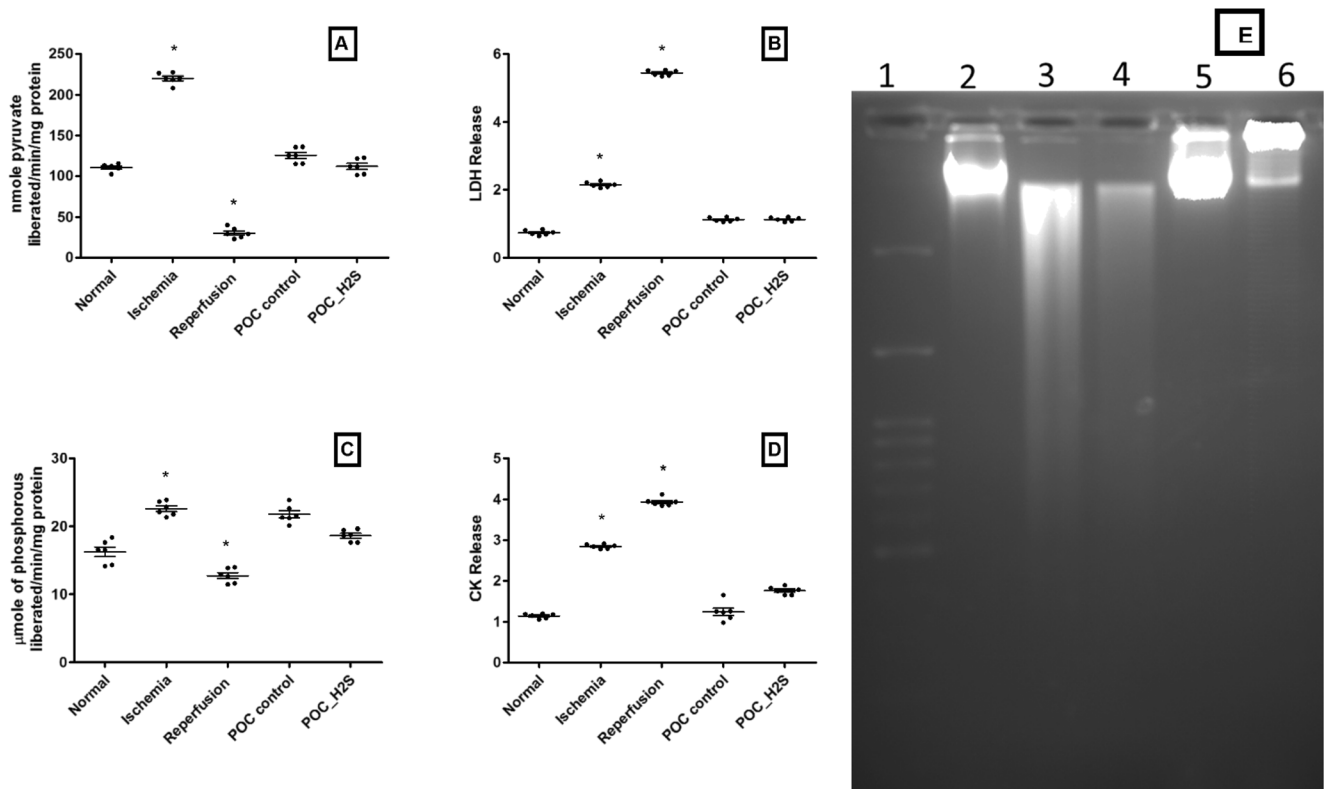 A
250
200
150
100
50
0
nmole pyruvate
liberated/min/mg protein
*
*
Normal
Ischemia
Reperfusion
POC control
POC_H2S
B
6
4
2
0
LDH Release
*
*
Normal
Ischemia
Reperfusion
POC control
POC_H2S
C
30
20
10
0
µmole of phosphorous
liberated/min/mg protein
*
*
Normal
Ischemia
Reperfusion
POC control
POC_H2S
D
5
4
3
2
1
0
CK Release
*
*
Normal
Ischemia
Reperfusion
POC control
POC_H2S
E
1 2 3 4 5 6